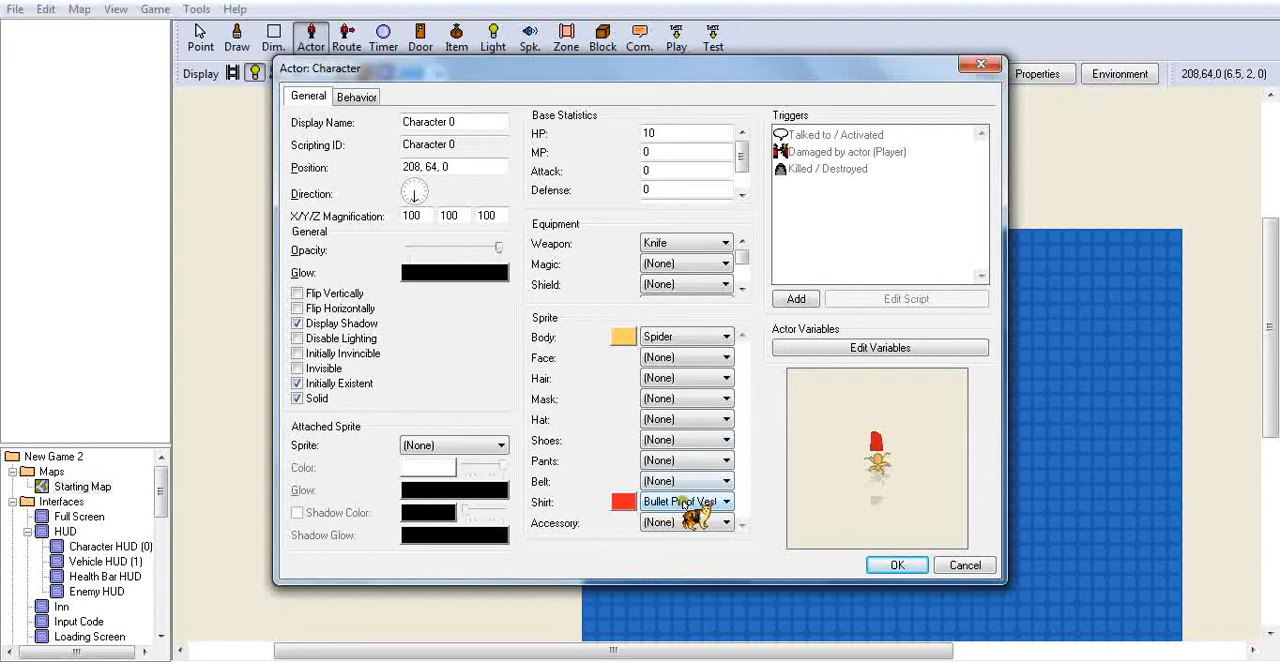 File Edit Map View Game Tools Help
Point Draw Dim. Actor Route Timer Door Item Light Spk. Zone Block Com. Play Test
Display
Properties Environment 208,64,0 (6.5, 2, 0)
Actor: Character
General Behavior
Display Name: Character 0
Scripting ID: Character 0
Position: 208, 64, 0
Direction:
X/Y/Z Magnification: 100 100 100
General
Opacity:
Glow:
Flip Vertically
Flip Horizontally
Display Shadow
Disable Lighting
Initially Invincible
Invisible
Initially Existent
Solid
Attached Sprite
Sprite: (None)
Color:
Glow:
Shadow Color:
Shadow Glow:
Base Statistics
HP: 10
MP: 0
Attack: 0
Defense: 0
Equipment
Weapon: Knife
Magic: (None)
Shield: (None)
Sprite
Body: Spider
Face: (None)
Hair: (None)
Mask: (None)
Hat: (None)
Shoes: (None)
Pants: (None)
Belt: (None)
Shirt: Bullet Proof Vest
Accessory: (None)
Triggers
Talked to / Activated
Damaged by actor (Player)
Killed / Destroyed
Add Edit Script
Actor Variables
Edit Variables
OK Cancel
New Game 2
Maps
Starting Map
Interfaces
Full Screen
HUD
Character HUD (0)
Vehicle HUD (1)
Health Bar HUD
Enemy HUD
Inn
Input Code
Loading Screen